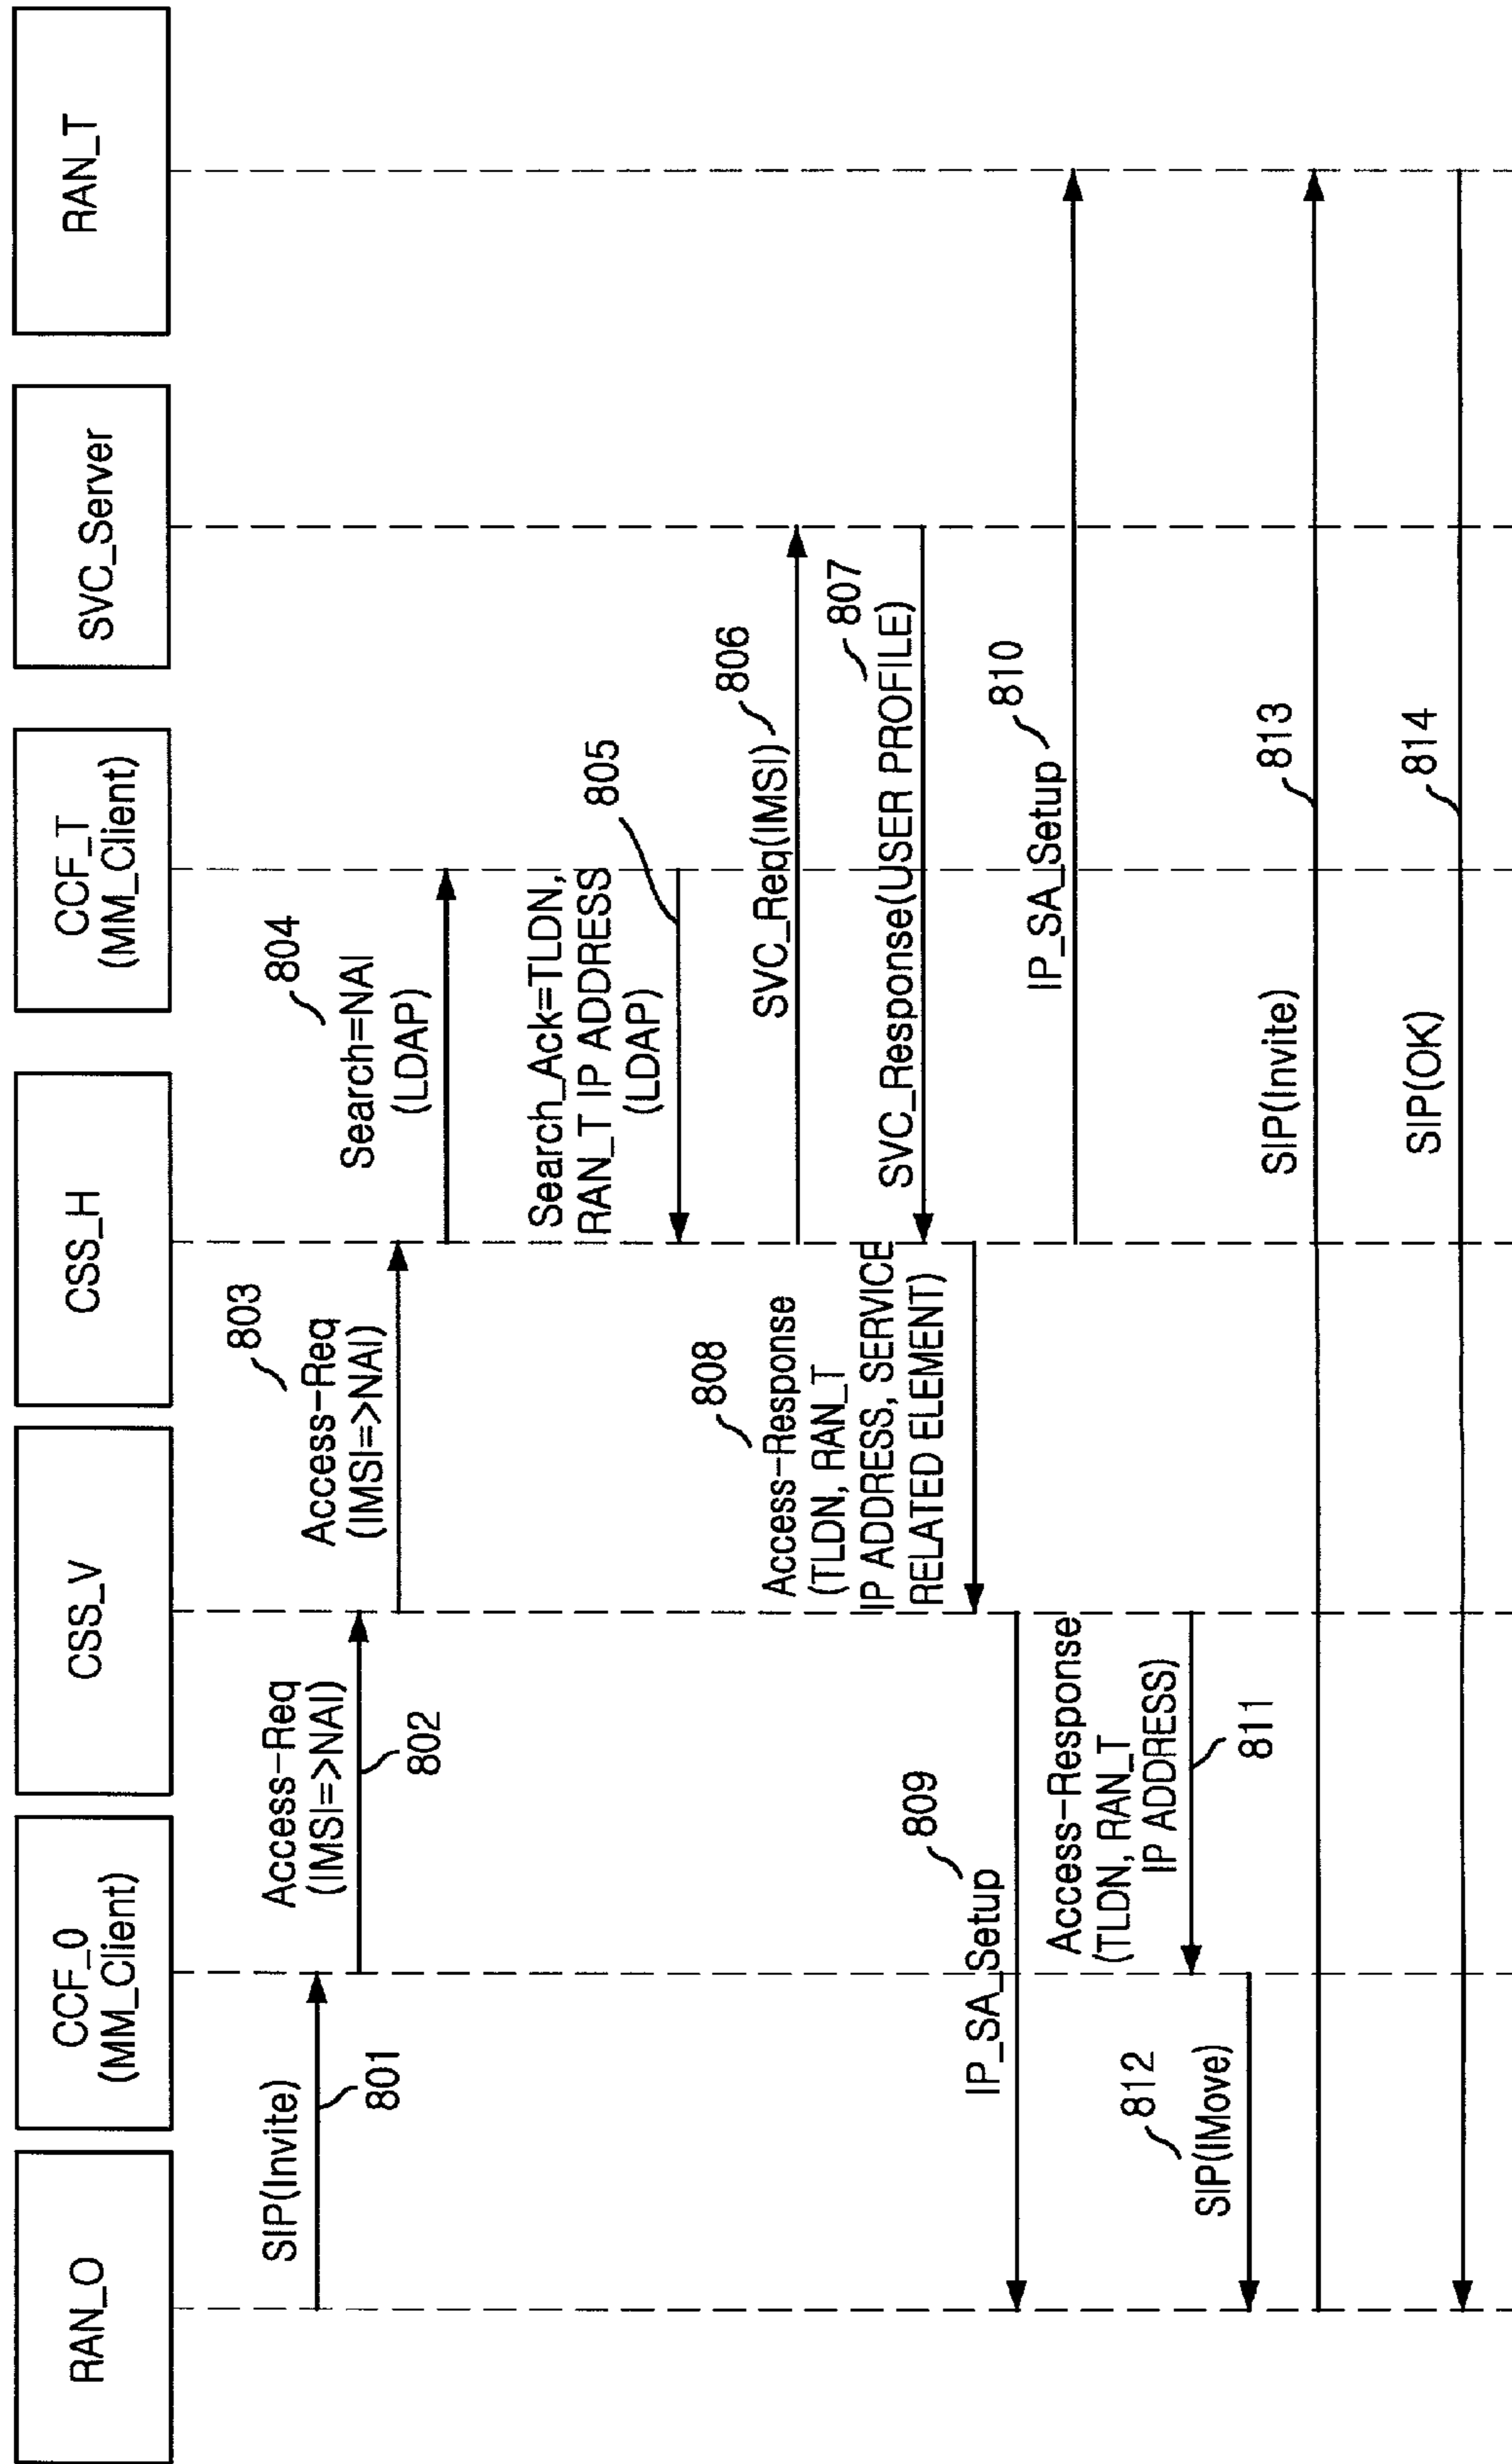 RAN_O
CCF_0
(MM_Client)
CSS_V
CSS_H
CCF_T
(MM_Client)
SVC_Server
RAN_T
SIP(Invite)
801
Access-Req
(IMSI=>NAI)
802
803
Access-Req
(IMSI=>NAI)
804
Search=NAI
(LDAP)
Search_Ack=TLDN,
RAN_T IP ADDRESS
(LDAP)
805
SVC_Req(IMSI)
806
807
SVC_Response(USER PROFILE)
808
Access-Response
(TLDN, RAN_T
IP ADDRESS, SERVICE
RELATED ELEMENT)
809
IP_SA_Setup
IP_SA_Setup
810
Access-Response
(TLDN, RAN_T
IP ADDRESS)
811
812
SIP(IMove)
SIP(Invite)
813
SIP(OK)
814